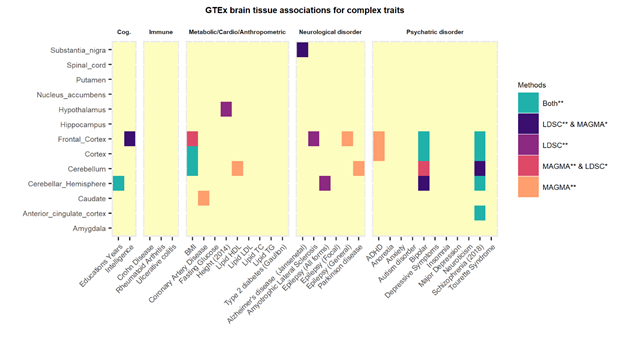 GTEx brain tissue associations for complex traits
Cog.
Immune
Metabolic/Cardio/Anthropometric
Neurological disorder
Psychatric disorder
Substantia_nigra
Spinal_cord
Putamen
Nucleus_accumbens
Hypothalamus
Hippocampus
Frontal_Cortex
Cortex
Cerebellum
Cerebellar_Hemisphere
Caudate
Anterior_cingulate_cortex
Amygdala
Methods
Both**
LDSC** & MAGMA*
LDSC**
MAGMA** & LDSC*
MAGMA**
Educations Years
Intelligence
Crohn Disease
Rheumatoid Arthritis
Ulcerative colitis
BMI
Coronary Artery Disease
Fasting Glucose
Height (2014)
Lipid HDL
Lipid LDL
Lipid TC
Lipid TG
Type 2 diabetes (Gaulton)
Alzheimer's disease (Jansenetal)
Amyotrophic Lateral Sclerosis
Epilepsy (All forms)
Epilepsy (Focal)
Epilepsy (General)
Parkinson disease
ADHD
Anorexia
Anxiety
Autism disorder
Bipolar
Depressive Symptoms
Insomnia
Major Depression
Neuroticism
Schizophrenia (2018)
Tourette Syndrome